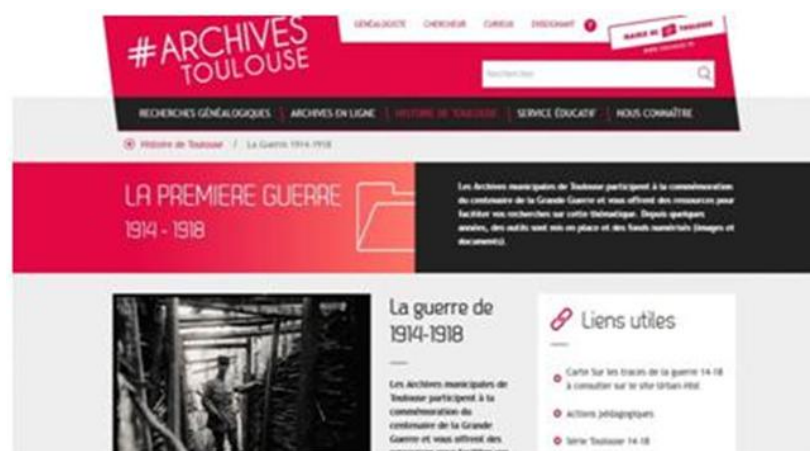 #ARCHIVES
TOULOUSE
GÉNÉALOGISTE CHERCHEUR CURIEUX ENSEIGNANT ?
MAIRIE DE TOULOUSE
Rechercher
RECHERCHES GÉNÉALOGIQUES ARCHIVES EN LIGNE HISTOIRE DE TOULOUSE SERVICE ÉDUCATIF NOUS CONNAÎTRE
Histoire de Toulouse / La Guerre 1914-1918
LA PREMIERE GUERRE
1914 - 1918
Les Archives municipales de Toulouse participent à la commémoration
du centenaire de la Grande Guerre et vous offrent des ressources pour
faciliter vos recherches sur cette thématique. Depuis quelques
années, des outils sont mis en place et des fonds numérisés (images et
documents).
La guerre de
1914-1918
Les Archives municipales de
Toulouse participent à la
commémoration du
centenaire de la Grande
Guerre et vous offrent des
Liens utiles
Carte Sur les traces de la guerre 14-18
à consulter sur le site Urban-Hist
Actions pédagogiques
Série Toulouse 14-18